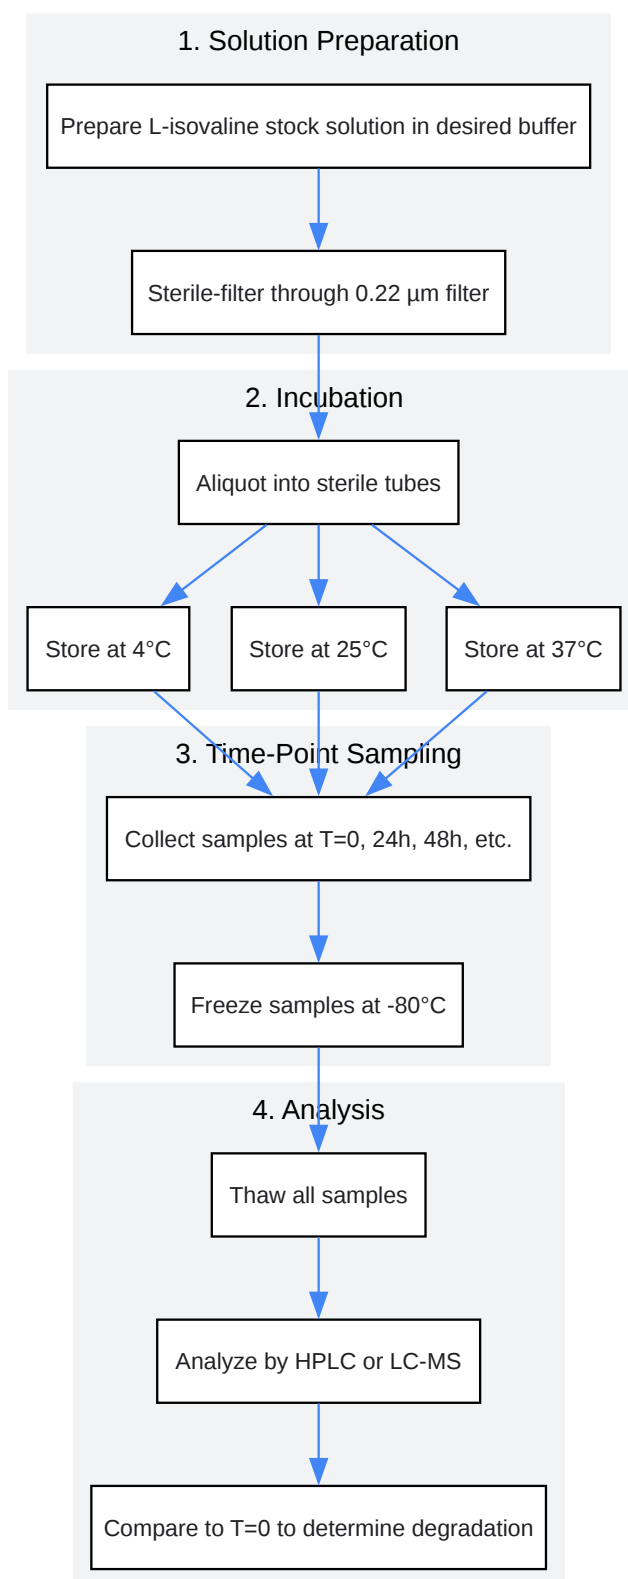 1. Solution Preparation
Prepare L-isovaline stock solution in desired buffer
Sterile-filter through 0.22 µm filter
2. Incubation
Aliquot into sterile tubes
Store at 4°C
Store at 25°C
Store at 37°C
3. Time-Point Sampling
Collect samples at T=0, 24h, 48h, etc.
Freeze samples at -80°C
4. Analysis
Thaw all samples
Analyze by HPLC or LC-MS
Compare to T=0 to determine degradation